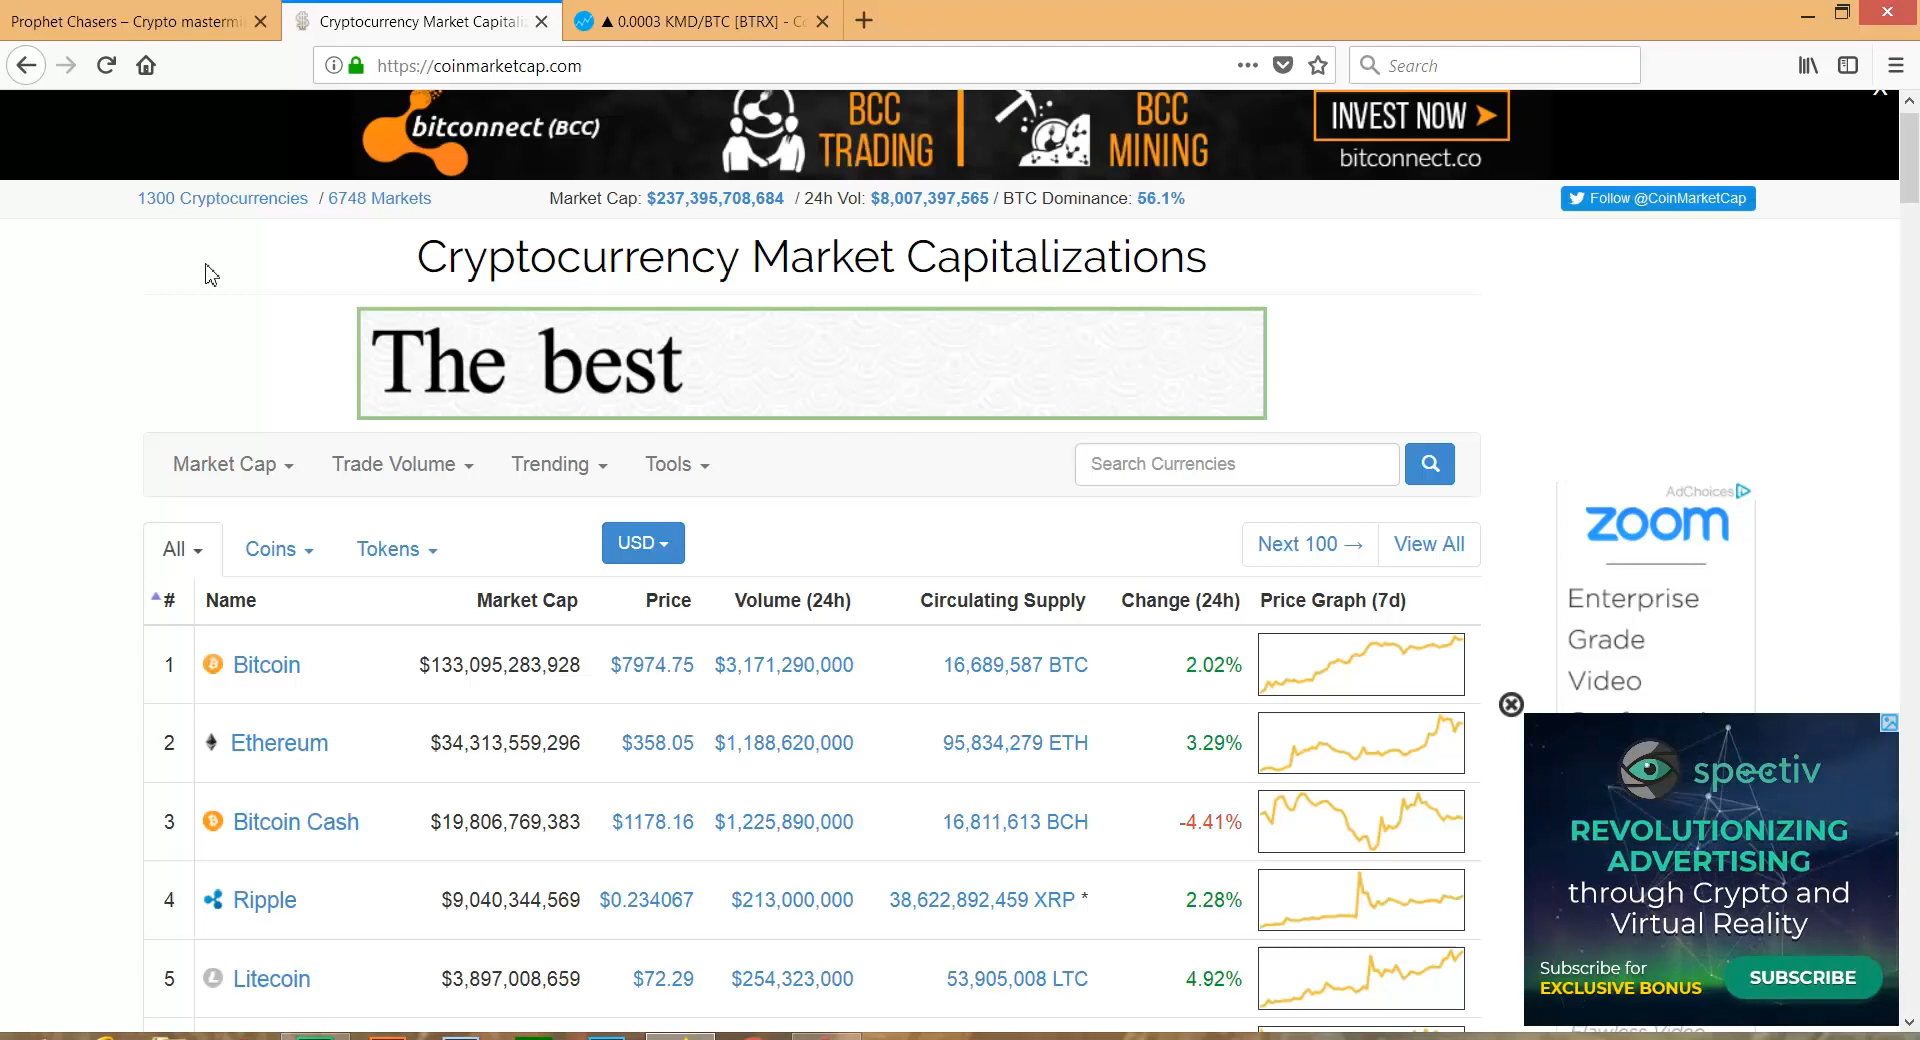 Prophet Chasers – Crypto mastermi
Cryptocurrency Market Capitaliz
▲ 0.0003 KMD/BTC [BTRX] - Co
https://coinmarketcap.com
Search
bitconnect (BCC)
BCC TRADING
BCC MINING
INVEST NOW
bitconnect.co
1300 Cryptocurrencies / 6748 Markets
Market Cap: $237,395,708,684 / 24h Vol: $8,007,397,565 / BTC Dominance: 56.1%
Follow @CoinMarketCap
Cryptocurrency Market Capitalizations
The best
Market Cap
Trade Volume
Trending
Tools
Search Currencies
All
Coins
Tokens
USD
Next 100 →
View All
# Name Market Cap Price Volume (24h) Circulating Supply Change (24h) Price Graph (7d)
1 Bitcoin $133,095,283,928 $7974.75 $3,171,290,000 16,689,587 BTC 2.02%
2 Ethereum $34,313,559,296 $358.05 $1,188,620,000 95,834,279 ETH 3.29%
3 Bitcoin Cash $19,806,769,383 $1178.16 $1,225,890,000 16,811,613 BCH -4.41%
4 Ripple $9,040,344,569 $0.234067 $213,000,000 38,622,892,459 XRP * 2.28%
5 Litecoin $3,897,008,659 $72.29 $254,323,000 53,905,008 LTC 4.92%
AdChoices
zoom
Enterprise
Grade
Video
spectiv
REVOLUTIONIZING
ADVERTISING
through Crypto and
Virtual Reality
Subscribe for
EXCLUSIVE BONUS
SUBSCRIBE